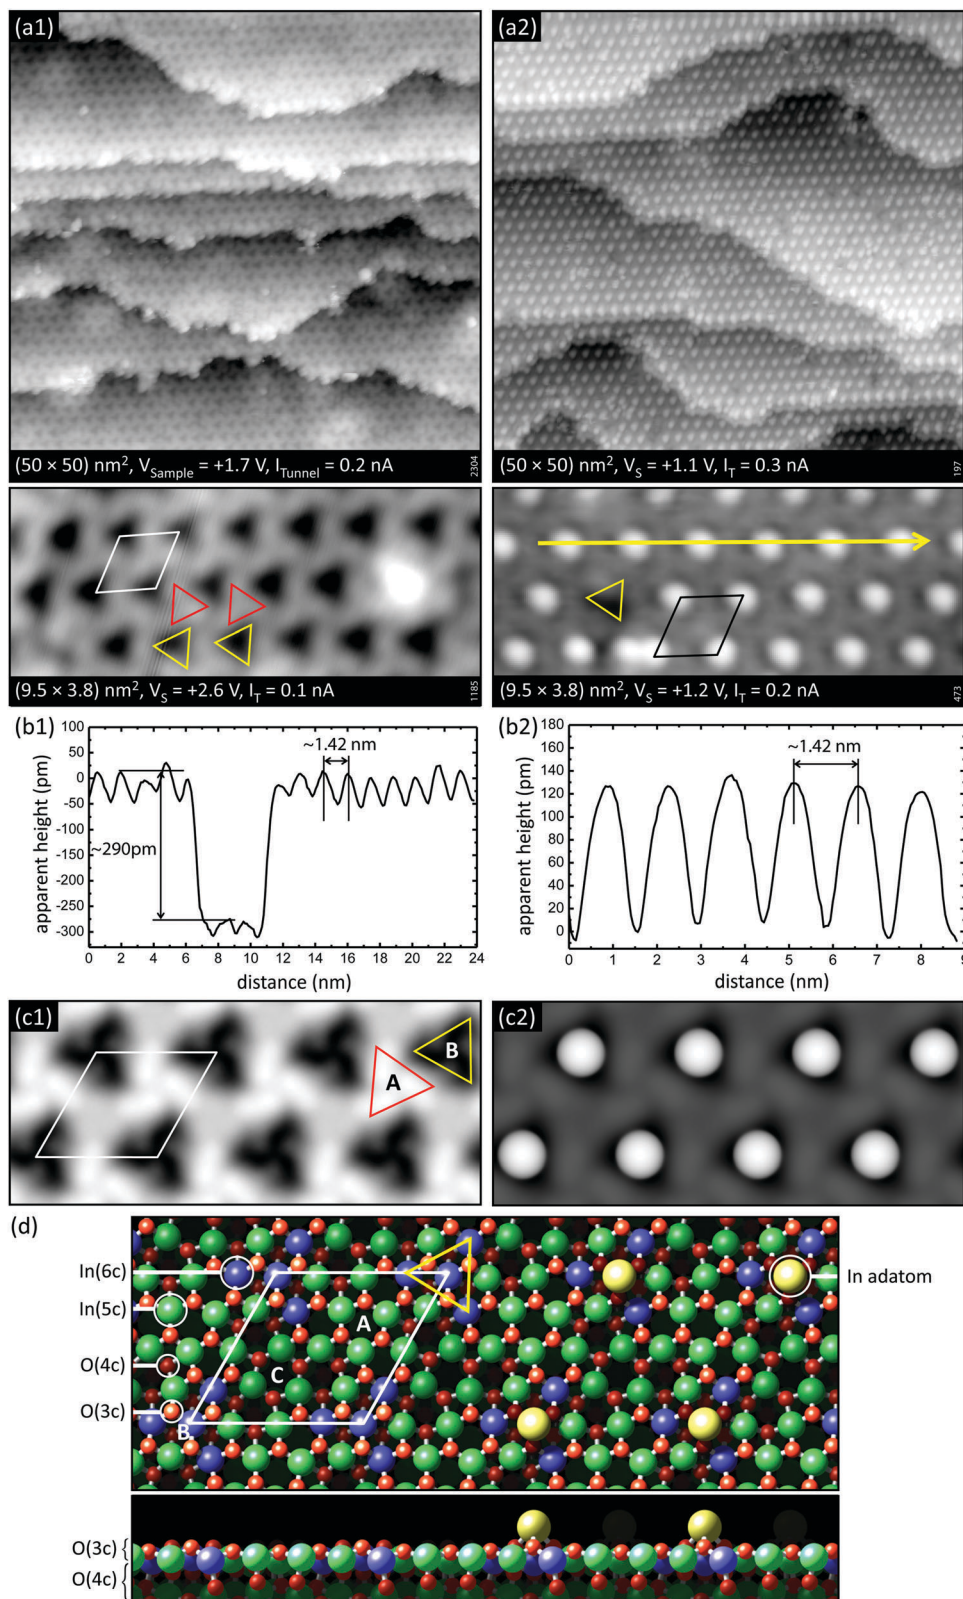 (a1)
(a2)
(50 × 50) nm², V_Sample = +1.7 V, I_Tunnel = 0.2 nA
2304
(50 × 50) nm², V_S = +1.1 V, I_T = 0.3 nA
197
(9.5 × 3.8) nm², V_S = +2.6 V, I_T = 0.1 nA
1185
(9.5 × 3.8) nm², V_S = +1.2 V, I_T = 0.2 nA
473
(b1)
apparent height (pm)
100
75
50
25
0
-50
-100
-150
-200
-250
-300
~1.42 nm
~290pm
0 2 4 6 8 10 12 14 16 18 20 22 24
distance (nm)
(b2)
apparent height (pm)
180
160
140
120
100
80
60
40
20
0
~1.42 nm
0 1 2 3 4 5 6 7 8 9
distance (nm)
(c1)
A
B
(c2)
(d)
In(6c)
In(5c)
O(4c)
O(3c)
A
C
B
In adatom
O(3c)
O(4c)